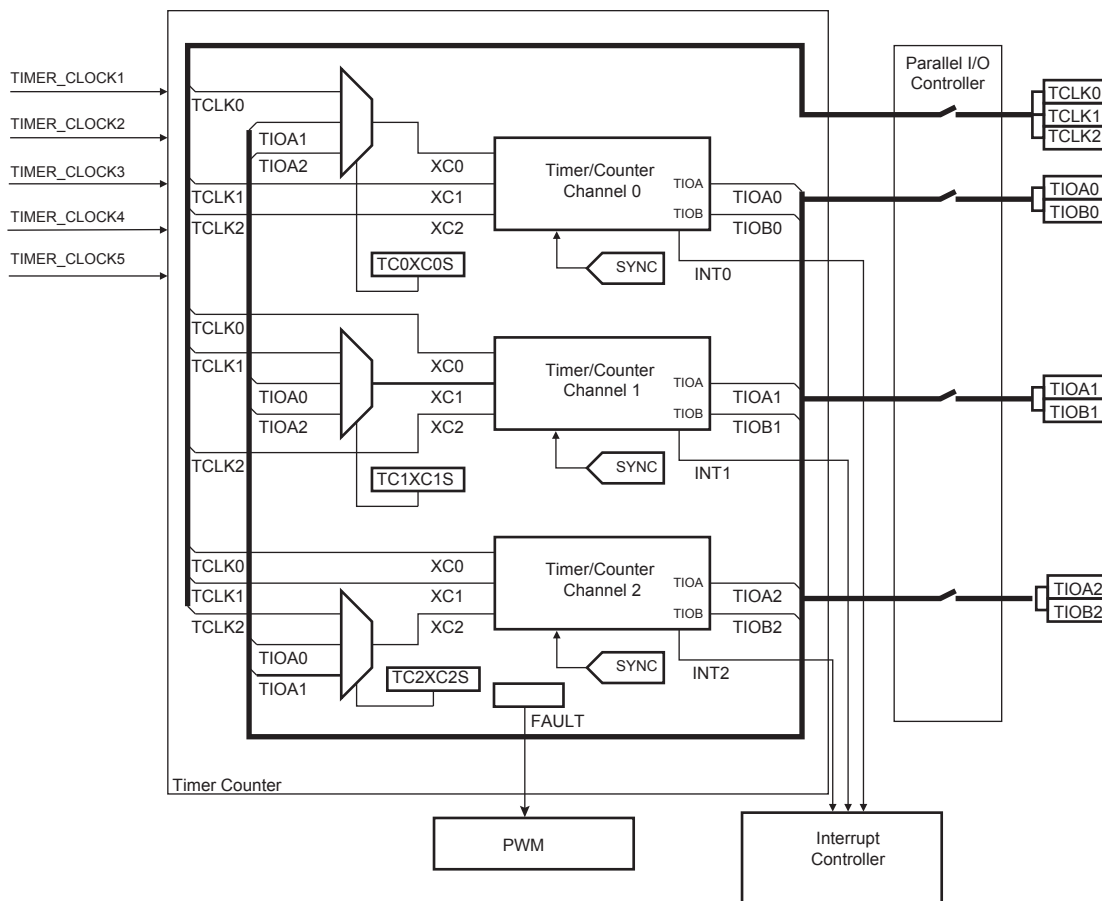 TIMER_CLOCK1
TIMER_CLOCK2
TIMER_CLOCK3
TIMER_CLOCK4
TIMER_CLOCK5
TCLK0
TIOA1
TIOA2
TCLK1
TCLK2
XC0
XC1
XC2
TC0XC0S
Timer/Counter
Channel 0
TIOA
TIOB
TIOA0
TIOB0
SYNC
INT0
TCLK0
TCLK1
TIOA0
TIOA2
TCLK2
XC0
XC1
XC2
TC1XC1S
Timer/Counter
Channel 1
TIOA
TIOB
TIOA1
TIOB1
SYNC
INT1
TCLK0
TCLK1
TCLK2
TIOA0
TIOA1
XC0
XC1
XC2
TC2XC2S
Timer/Counter
Channel 2
TIOA
TIOB
TIOA2
TIOB2
SYNC
INT2
FAULT
Timer Counter
PWM
Interrupt
Controller
Parallel I/O
Controller
TCLK0
TCLK1
TCLK2
TIOA0
TIOB0
TIOA1
TIOB1
TIOA2
TIOB2